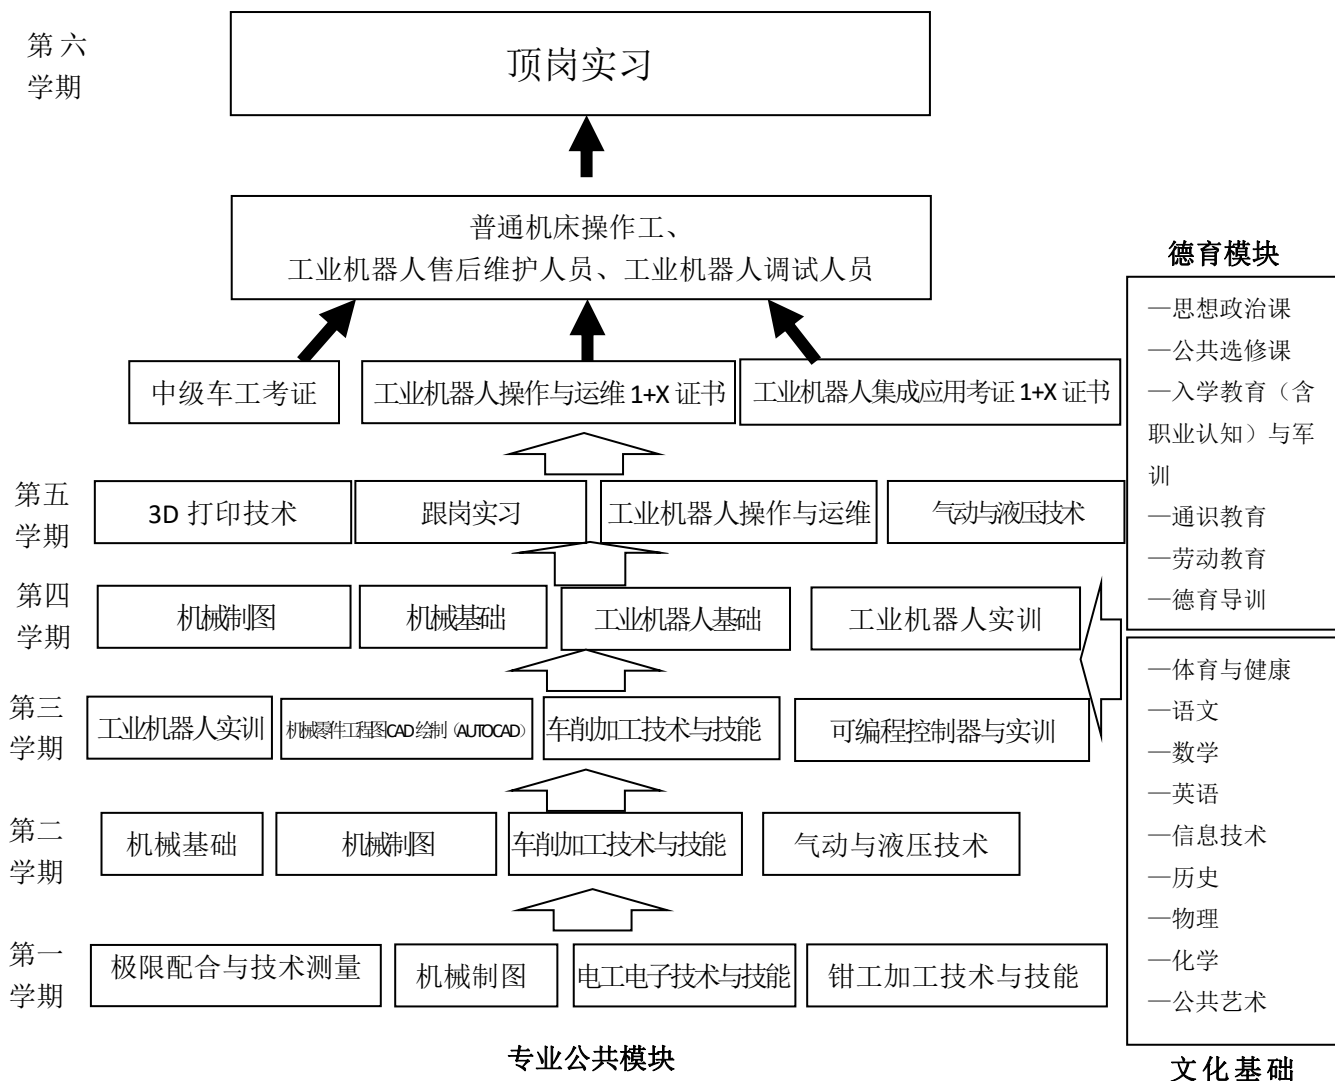 第六
学期
顶岗实习
普通机床操作工、
工业机器人售后维护人员、工业机器人调试人员
中级车工考证
工业机器人操作与运维 1+X 证书
工业机器人集成应用考证 1+X 证书
第五
学期
3D 打印技术
跟岗实习
工业机器人操作与运维
气动与液压技术
第四
学期
机械制图
机械基础
工业机器人基础
工业机器人实训
第三
学期
工业机器人实训
机械零件工程图CAD 绘制（AUTOCAD）
车削加工技术与技能
可编程控制器与实训
第二
学期
机械基础
机械制图
车削加工技术与技能
气动与液压技术
第一
学期
极限配合与技术测量
机械制图
电工电子技术与技能
钳工加工技术与技能
专业公共模块
德育模块
—思想政治课
—公共选修课
—入学教育（含
职业认知）与军
训
—通识教育
—劳动教育
—德育导训
—体育与健康
—语文
—数学
—英语
—信息技术
—历史
—物理
—化学
—公共艺术
文化基础